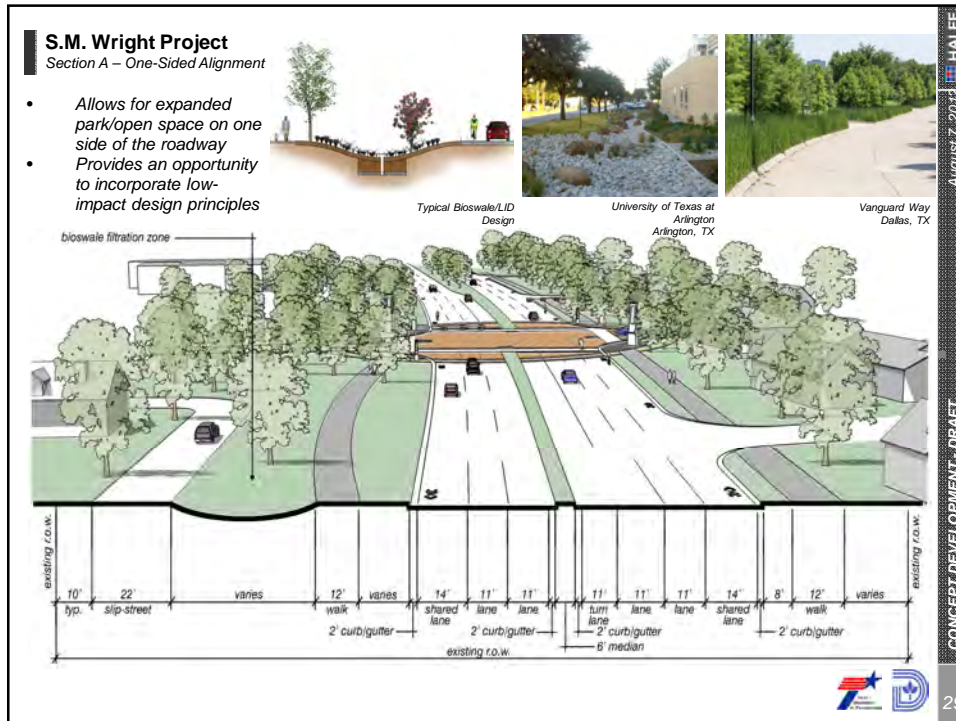 S.M. Wright Project
Section A – One-Sided Alignment
• Allows for expanded
park/open space on one
side of the roadway
• Provides an opportunity
to incorporate low-
impact design principles
Typical Bioswale/LID
Design
University of Texas at
Arlington
Arlington, TX
Vanguard Way
Dallas, TX
bioswale filtration zone
existing r.o.w.
10'
typ.
22'
slip-street
varies
12'
walk
varies
2' curb/gutter
14'
shared
lane
11'
lane
11'
lane
2' curb/gutter
6' median
11'
turn
lane
2' curb/gutter
11'
lane
11'
lane
14'
shared
lane
2' curb/gutter
8'
12'
walk
varies
existing r.o.w.
existing r.o.w.
HALFF
CONCEPT DEVELOPMENT DRAFT